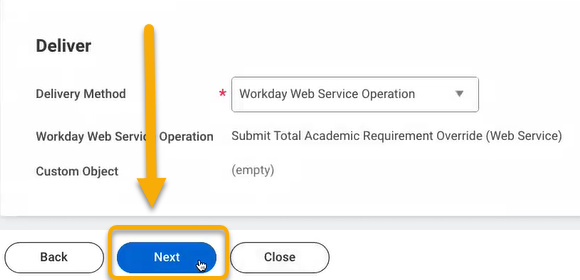 Deliver
Delivery Method * Workday Web Service Operation
Workday Web Service Operation Submit Total Academic Requirement Override (Web Service)
Custom Object (empty)
Back Next Close